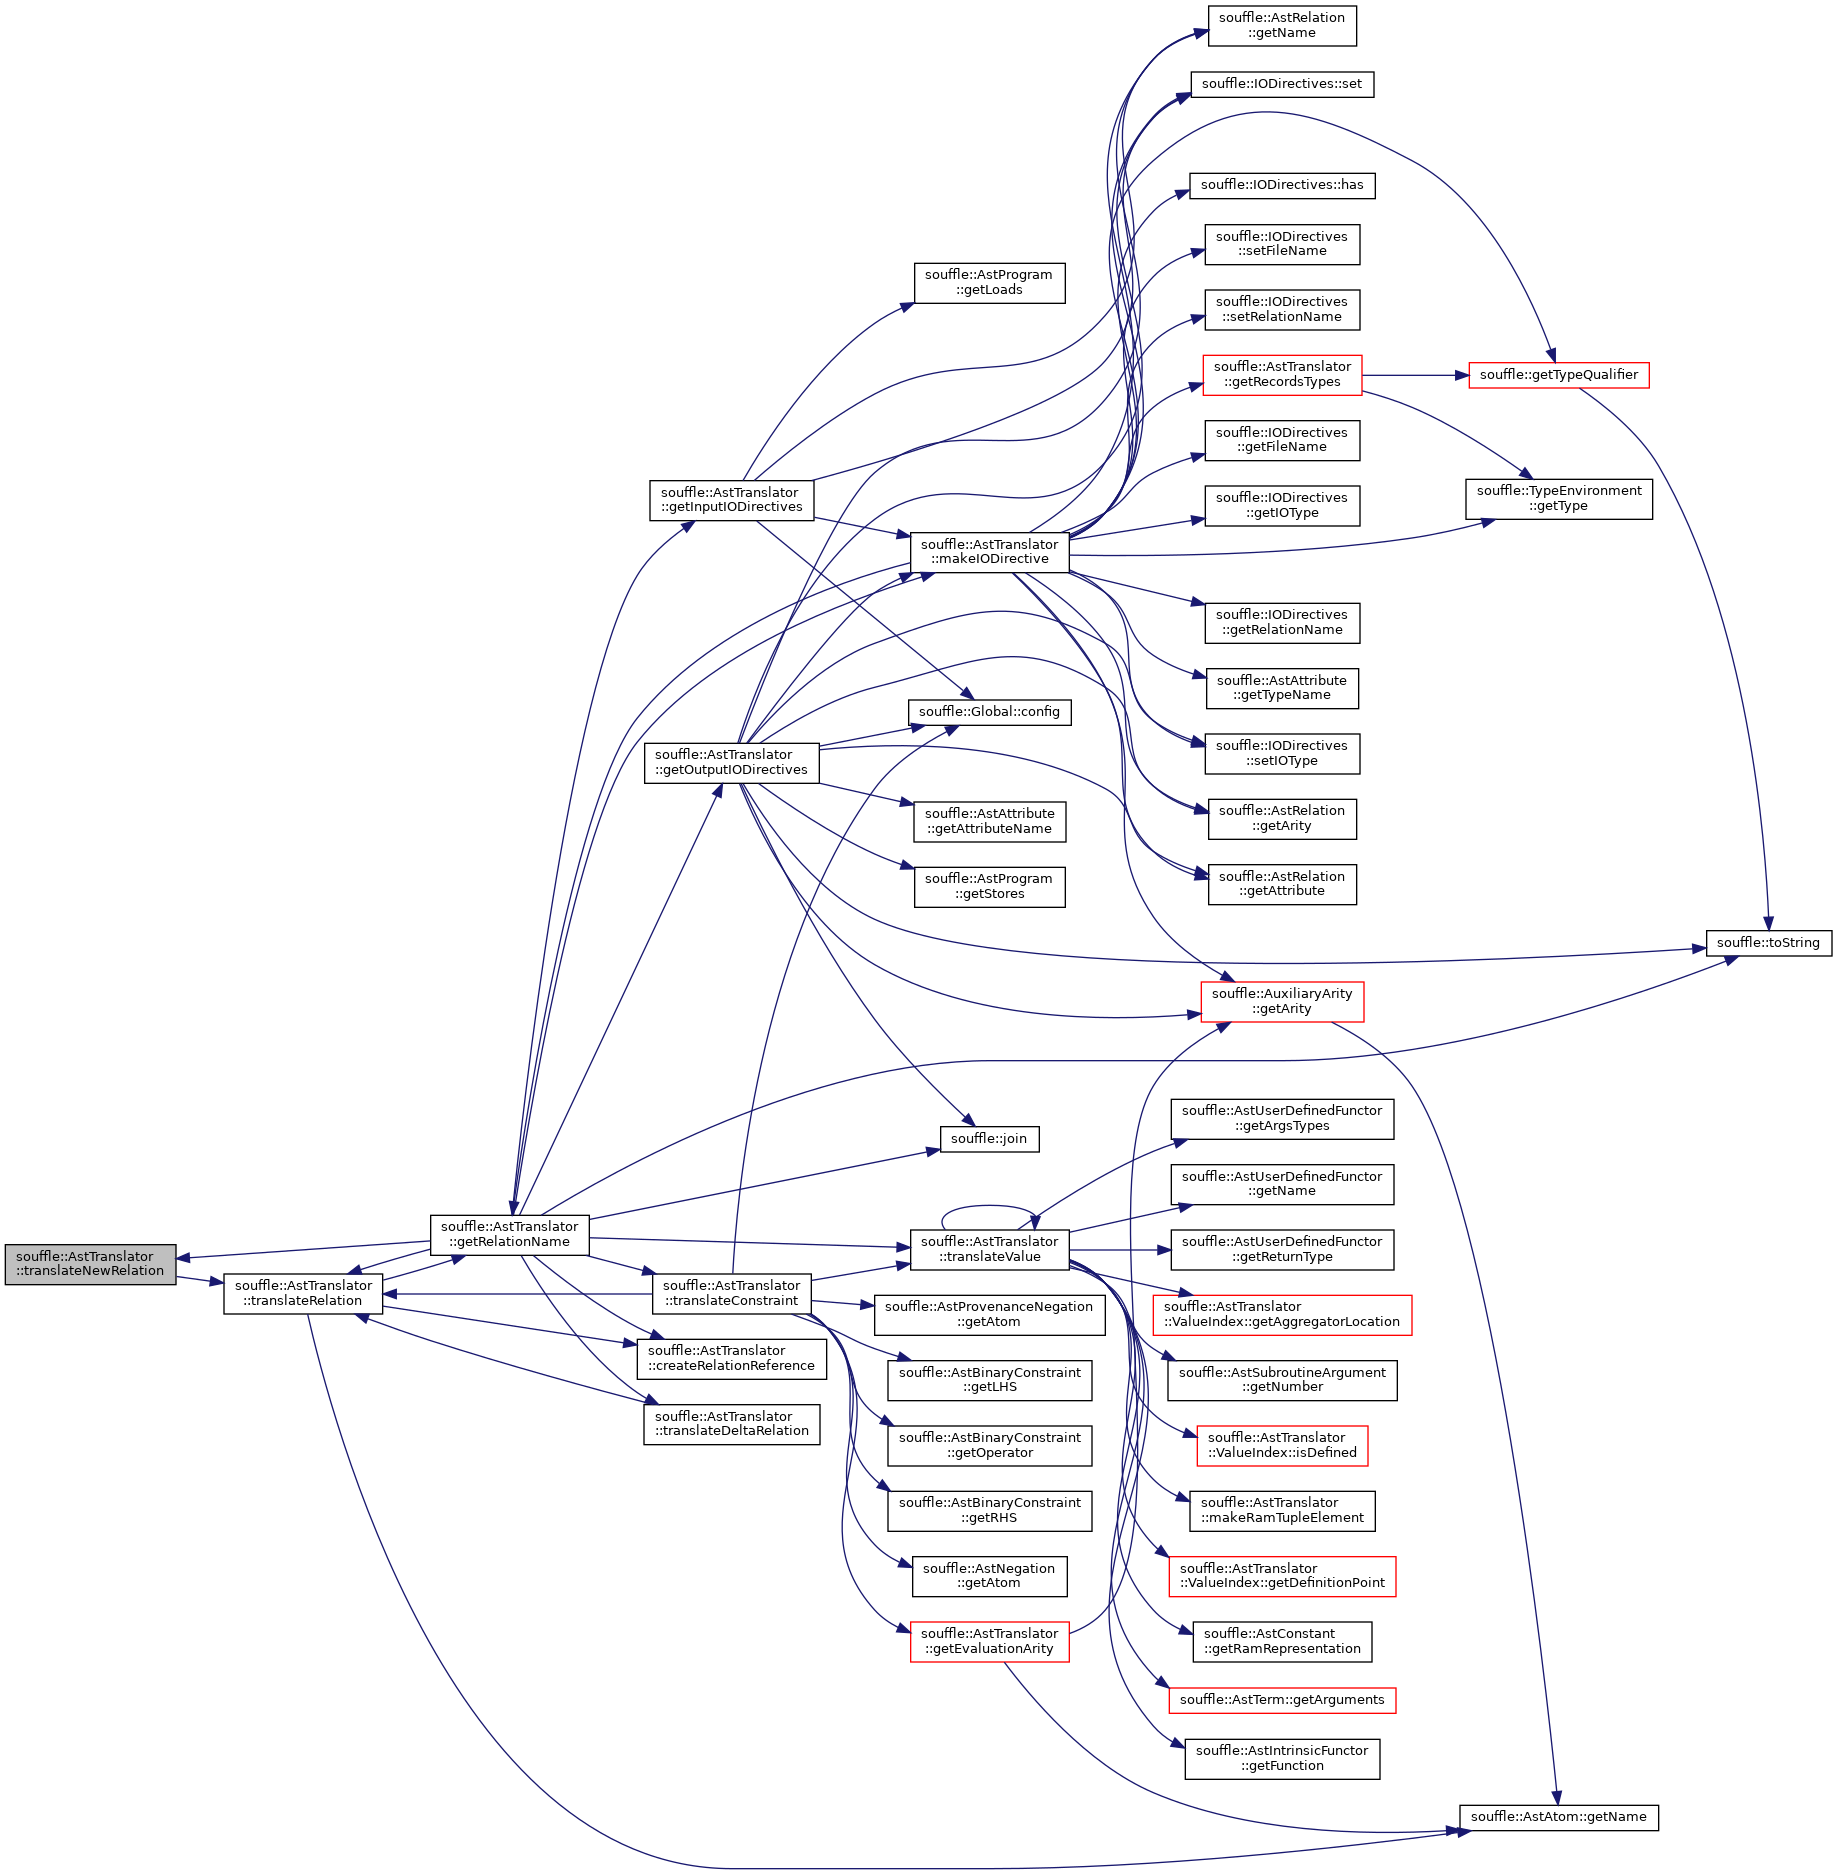 souffle::AstTranslator
::translateNewRelation
souffle::AstTranslator
::translateRelation
souffle::AstTranslator
::getRelationName
souffle::AstTranslator
::getInputIODirectives
souffle::AstTranslator
::getOutputIODirectives
souffle::AstTranslator
::translateConstraint
souffle::AstTranslator
::createRelationReference
souffle::AstTranslator
::translateDeltaRelation
souffle::AstProgram
::getLoads
souffle::AstTranslator
::makeIODirective
souffle::Global::config
souffle::AstAttribute
::getAttributeName
souffle::AstProgram
::getStores
souffle::join
souffle::AstTranslator
::translateValue
souffle::AstProvenanceNegation
::getAtom
souffle::AstBinaryConstraint
::getLHS
souffle::AstBinaryConstraint
::getOperator
souffle::AstBinaryConstraint
::getRHS
souffle::AstNegation
::getAtom
souffle::AstTranslator
::getEvaluationArity
souffle::AstRelation
::getName
souffle::IODirectives::set
souffle::IODirectives::has
souffle::IODirectives
::setFileName
souffle::IODirectives
::setRelationName
souffle::AstTranslator
::getRecordsTypes
souffle::IODirectives
::getFileName
souffle::IODirectives
::getIOType
souffle::IODirectives
::getRelationName
souffle::AstAttribute
::getTypeName
souffle::IODirectives
::setIOType
souffle::AstRelation
::getArity
souffle::AstRelation
::getAttribute
souffle::AuxiliaryArity
::getArity
souffle::AstUserDefinedFunctor
::getArgsTypes
souffle::AstUserDefinedFunctor
::getName
souffle::AstUserDefinedFunctor
::getReturnType
souffle::AstTranslator
::ValueIndex::getAggregatorLocation
souffle::AstSubroutineArgument
::getNumber
souffle::AstTranslator
::ValueIndex::isDefined
souffle::AstTranslator
::makeRamTupleElement
souffle::AstTranslator
::ValueIndex::getDefinitionPoint
souffle::AstConstant
::getRamRepresentation
souffle::AstTerm::getArguments
souffle::AstIntrinsicFunctor
::getFunction
souffle::getTypeQualifier
souffle::TypeEnvironment
::getType
souffle::toString
souffle::AstAtom::getName